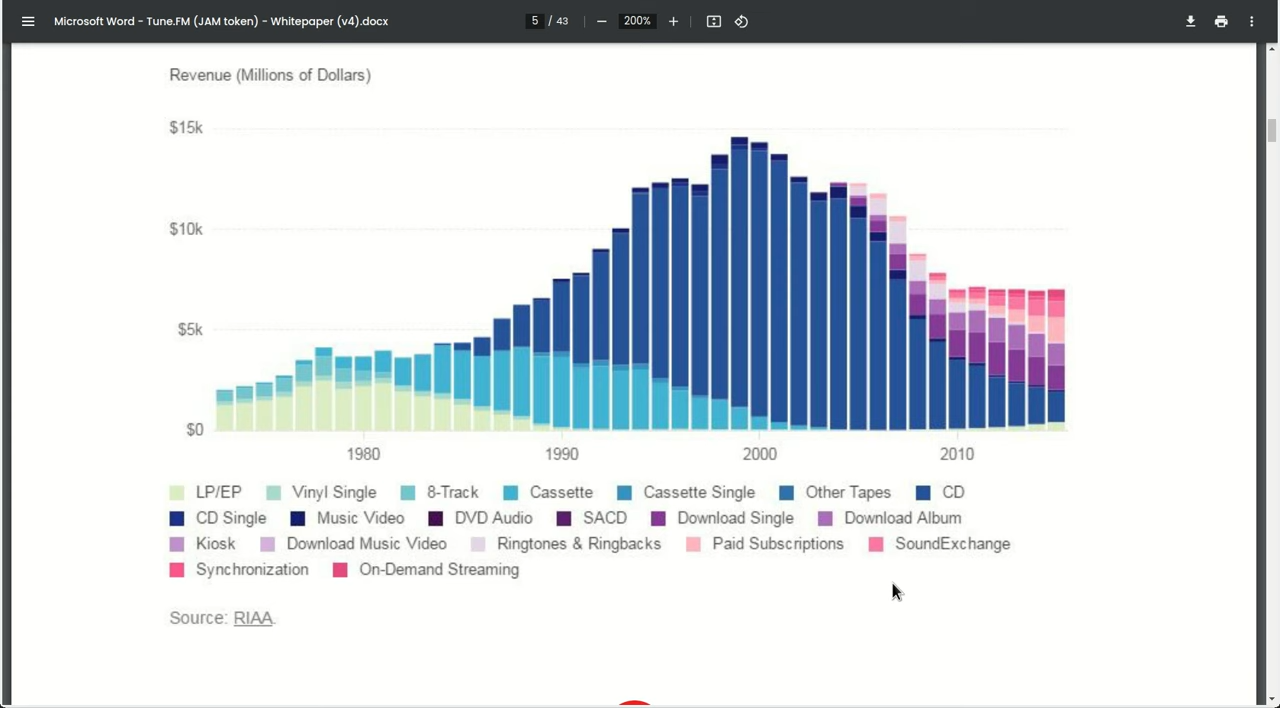 Microsoft Word - Tune.FM (JAM token) - Whitepaper (v4).docx
5 / 43
200%
Revenue (Millions of Dollars)
$15k
$10k
$5k
$0
1980 1990 2000 2010
LP/EP Vinyl Single 8-Track Cassette Cassette Single Other Tapes CD
CD Single Music Video DVD Audio SACD Download Single Download Album
Kiosk Download Music Video Ringtones & Ringbacks Paid Subscriptions SoundExchange
Synchronization On-Demand Streaming
Source: RIAA.